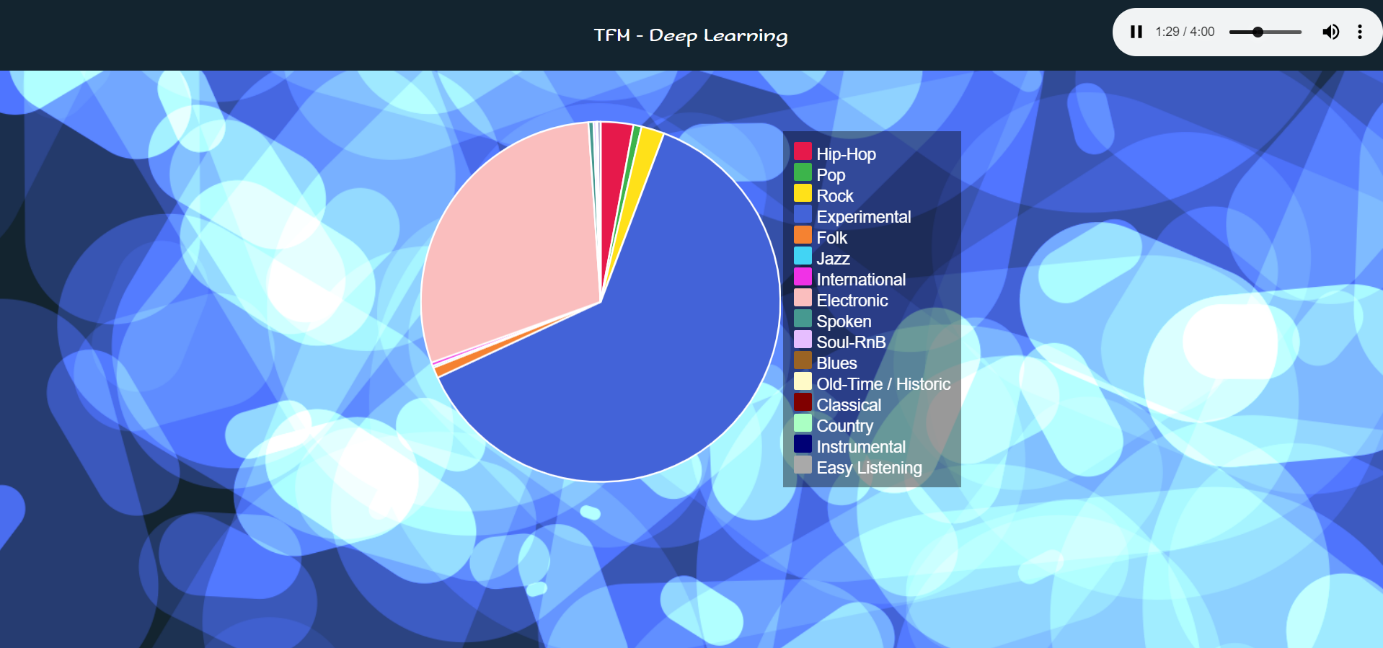 TFM - Deep Learning
1:29 / 4:00
Hip-Hop
Pop
Rock
Experimental
Folk
Jazz
International
Electronic
Spoken
Soul-RnB
Blues
Old-Time / Historic
Classical
Country
Instrumental
Easy Listening